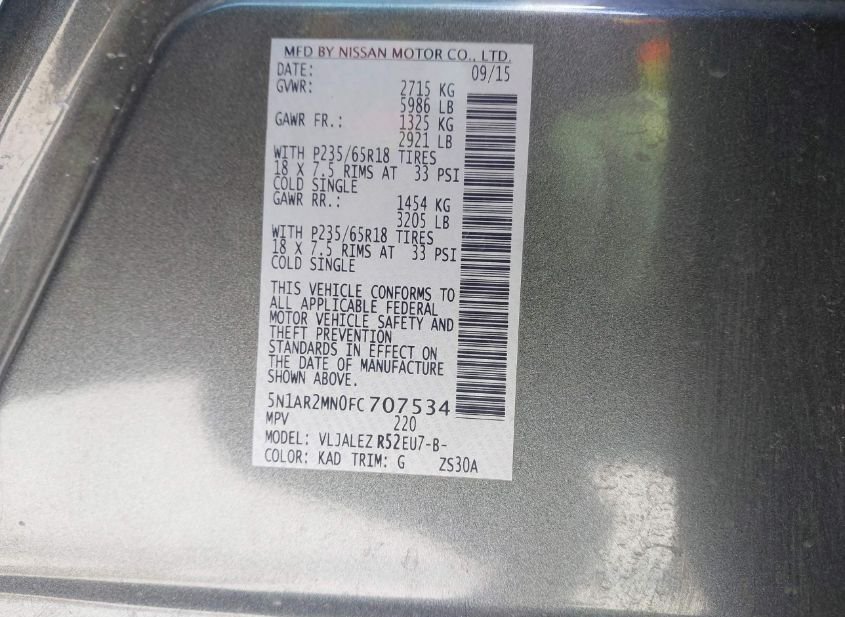 MFD BY NISSAN MOTOR CO., LTD.
DATE: 09/15
GVWR: 2715 KG
5986 LB
GAWR FR.: 1325 KG
2921 LB
WITH P235/65R18 TIRES
18 X 7.5 RIMS AT 33 PSI
COLD SINGLE
GAWR RR.: 1454 KG
3205 LB
WITH P235/65R18 TIRES
18 X 7.5 RIMS AT 33 PSI
COLD SINGLE
THIS VEHICLE CONFORMS TO
ALL APPLICABLE FEDERAL
MOTOR VEHICLE SAFETY AND
THEFT PREVENTION
STANDARDS IN EFFECT ON
THE DATE OF MANUFACTURE
SHOWN ABOVE.
5N1AR2MN0FC707534
MPV 220
MODEL: VLJALEZ R52EU7-B-
COLOR: KAD TRIM: G ZS30A